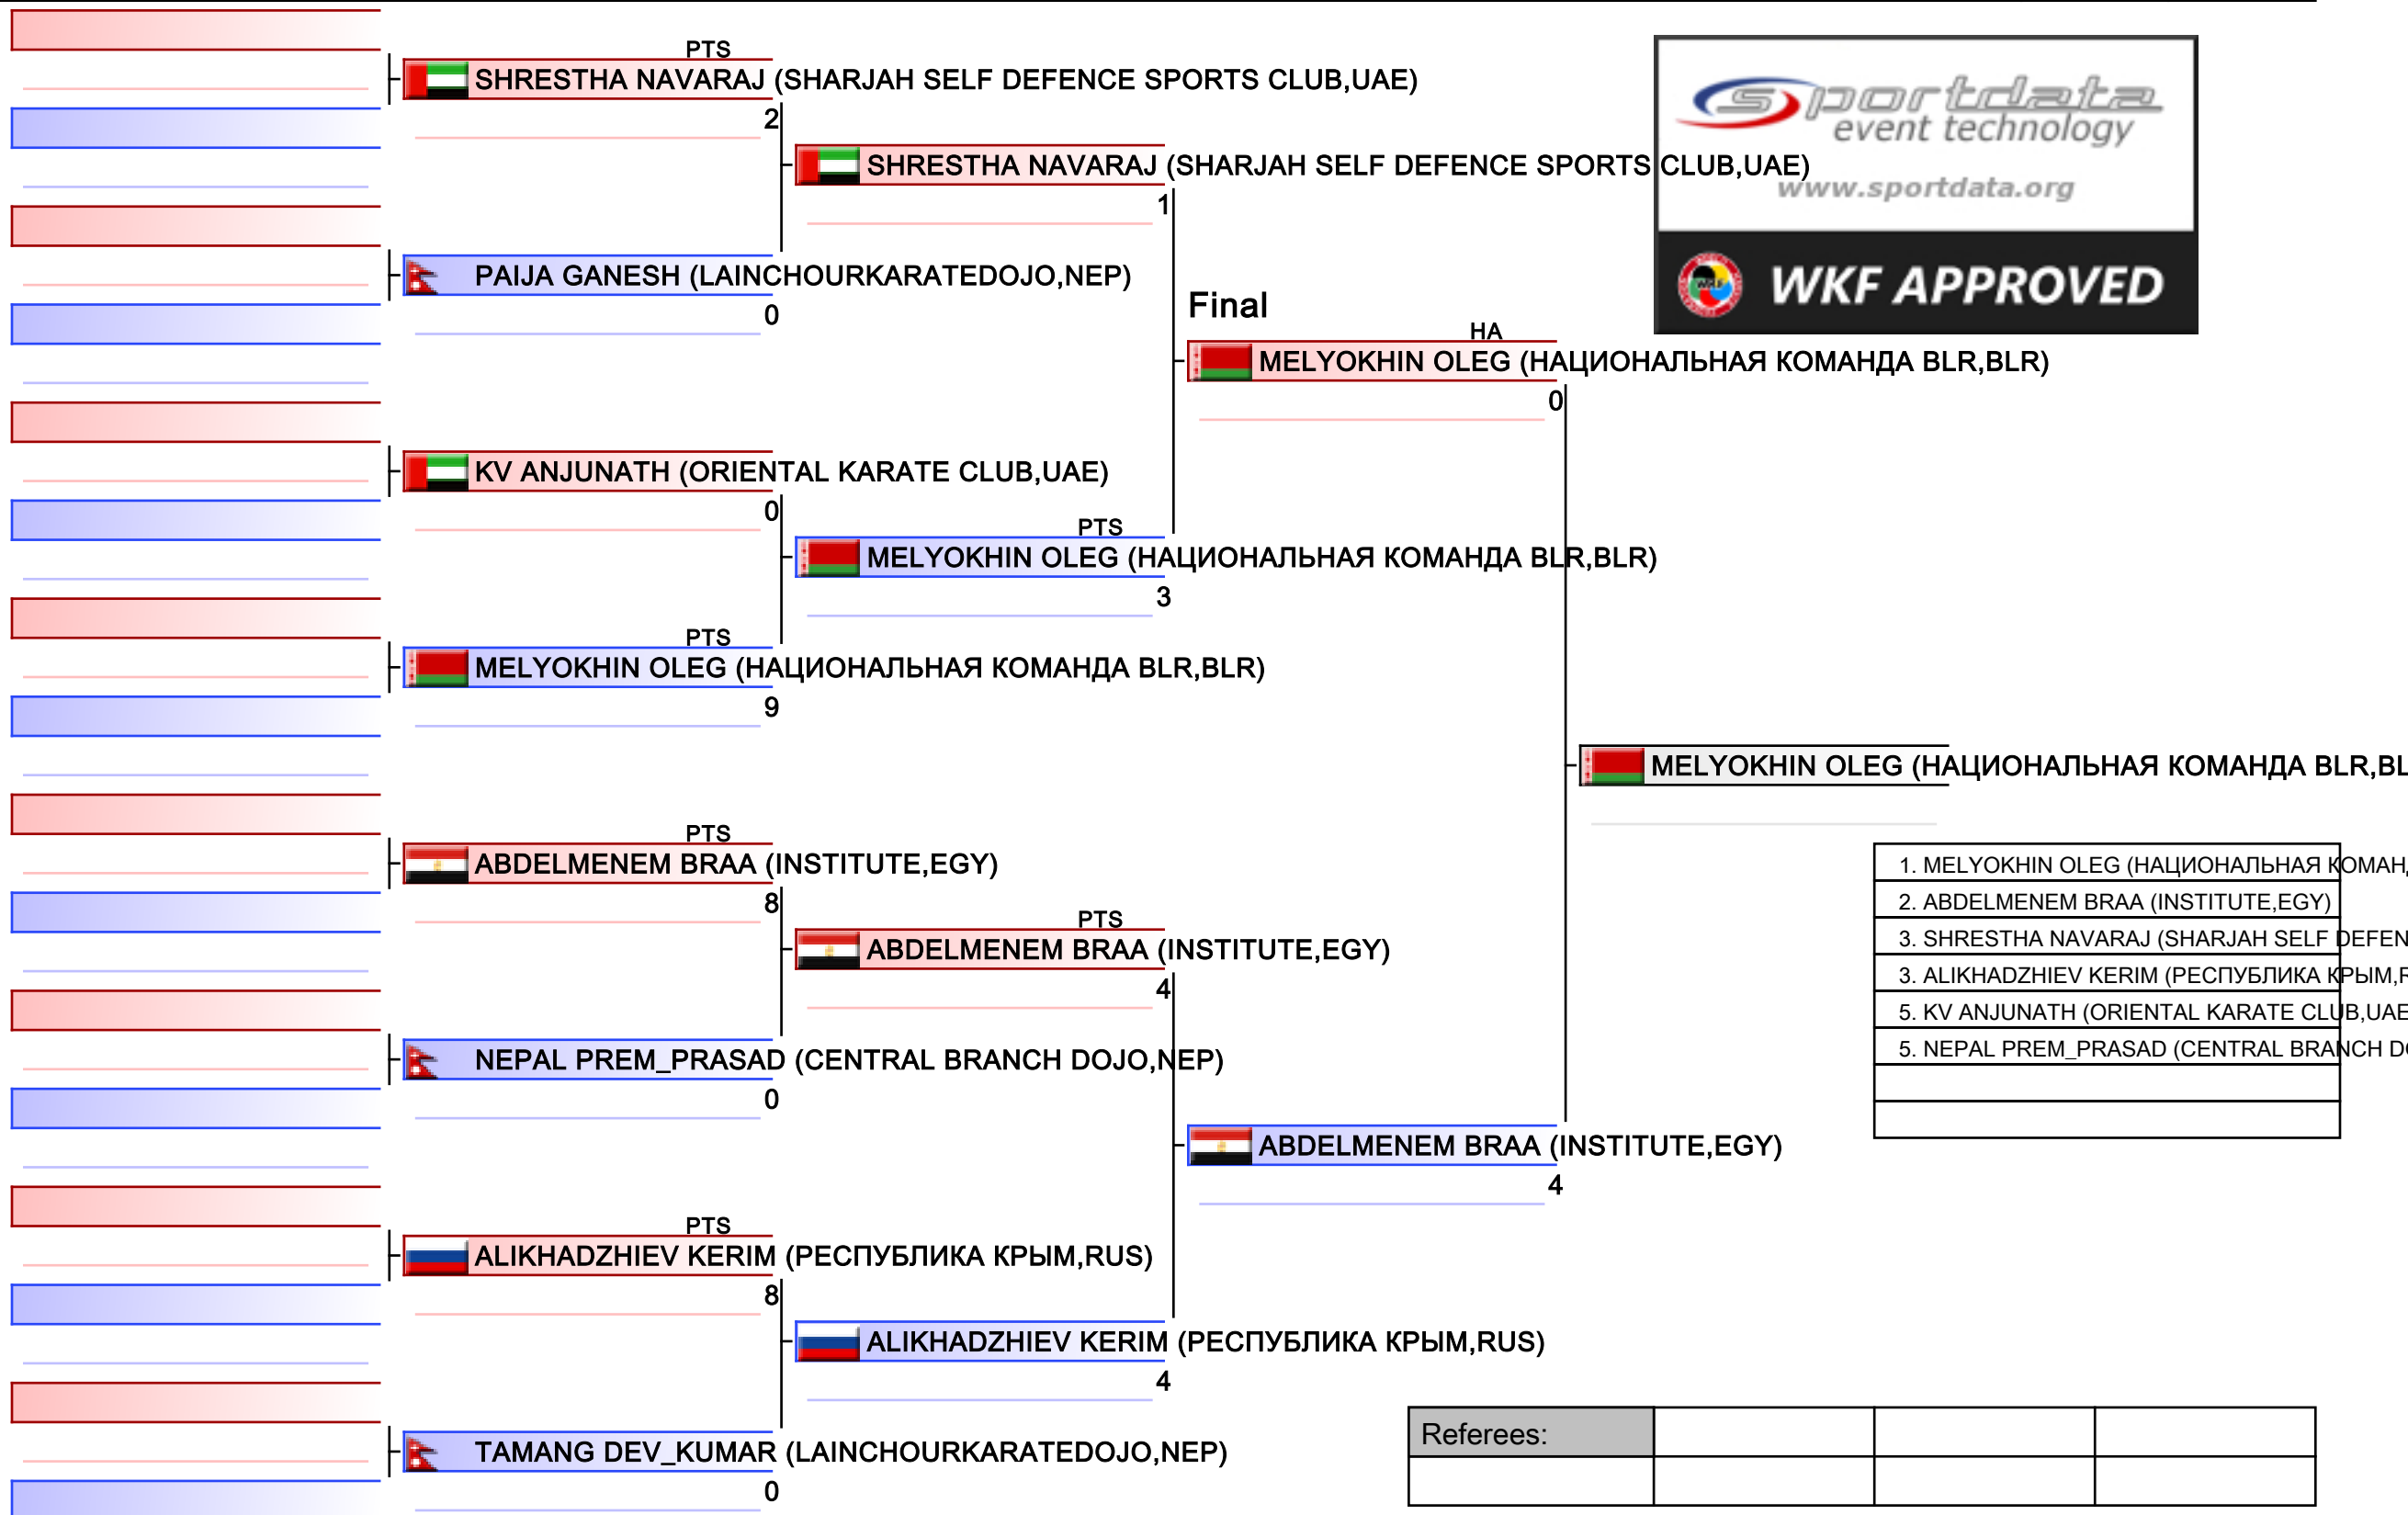 PTS
SHRESTHA NAVARAJ (SHARJAH SELF DEFENCE SPORTS CLUB,UAE)
2
sportdata
event technology
www.sportdata.org
WKF APPROVED
SHRESTHA NAVARAJ (SHARJAH SELF DEFENCE SPORTS CLUB,UAE)
1
PAIJA GANESH (LAINCHOURKARATEDOJO,NEP)
0
Final
HA
MELYOKHIN OLEG (НАЦИОНАЛЬНАЯ КОМАНДА BLR,BLR)
0
KV ANJUNATH (ORIENTAL KARATE CLUB,UAE)
0
PTS
MELYOKHIN OLEG (НАЦИОНАЛЬНАЯ КОМАНДА BLR,BLR)
3
PTS
MELYOKHIN OLEG (НАЦИОНАЛЬНАЯ КОМАНДА BLR,BLR)
9
MELYOKHIN OLEG (НАЦИОНАЛЬНАЯ КОМАНДА BLR,BL
PTS
ABDELMENEM BRAA (INSTITUTE,EGY)
8
PTS
ABDELMENEM BRAA (INSTITUTE,EGY)
4
NEPAL PREM_PRASAD (CENTRAL BRANCH DOJO,NEP)
0
1. MELYOKHIN OLEG (НАЦИОНАЛЬНАЯ КОМАН
2. ABDELMENEM BRAA (INSTITUTE,EGY)
3. SHRESTHA NAVARAJ (SHARJAH SELF DEFEN
3. ALIKHADZHIEV KERIM (РЕСПУБЛИКА КРЫМ,R
5. KV ANJUNATH (ORIENTAL KARATE CLUB,UAE
5. NEPAL PREM_PRASAD (CENTRAL BRANCH D
ABDELMENEM BRAA (INSTITUTE,EGY)
4
PTS
ALIKHADZHIEV KERIM (РЕСПУБЛИКА КРЫМ,RUS)
8
ALIKHADZHIEV KERIM (РЕСПУБЛИКА КРЫМ,RUS)
4
TAMANG DEV_KUMAR (LAINCHOURKARATEDOJO,NEP)
0
Referees: